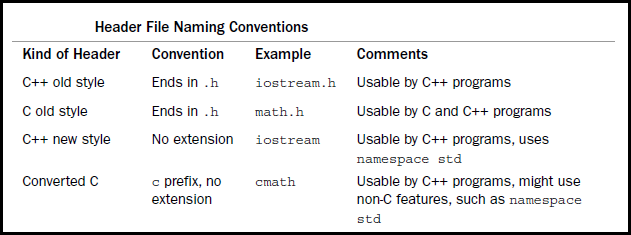 Header File Naming Conventions
Kind of Header Convention Example Comments
C++ old style Ends in .h iostream.h Usable by C++ programs
C old style Ends in .h math.h Usable by C and C++ programs
C++ new style No extension iostream Usable by C++ programs, uses
namespace std
Converted C c prefix, no cmath Usable by C++ programs, might use
extension non-C features, such as namespace
std